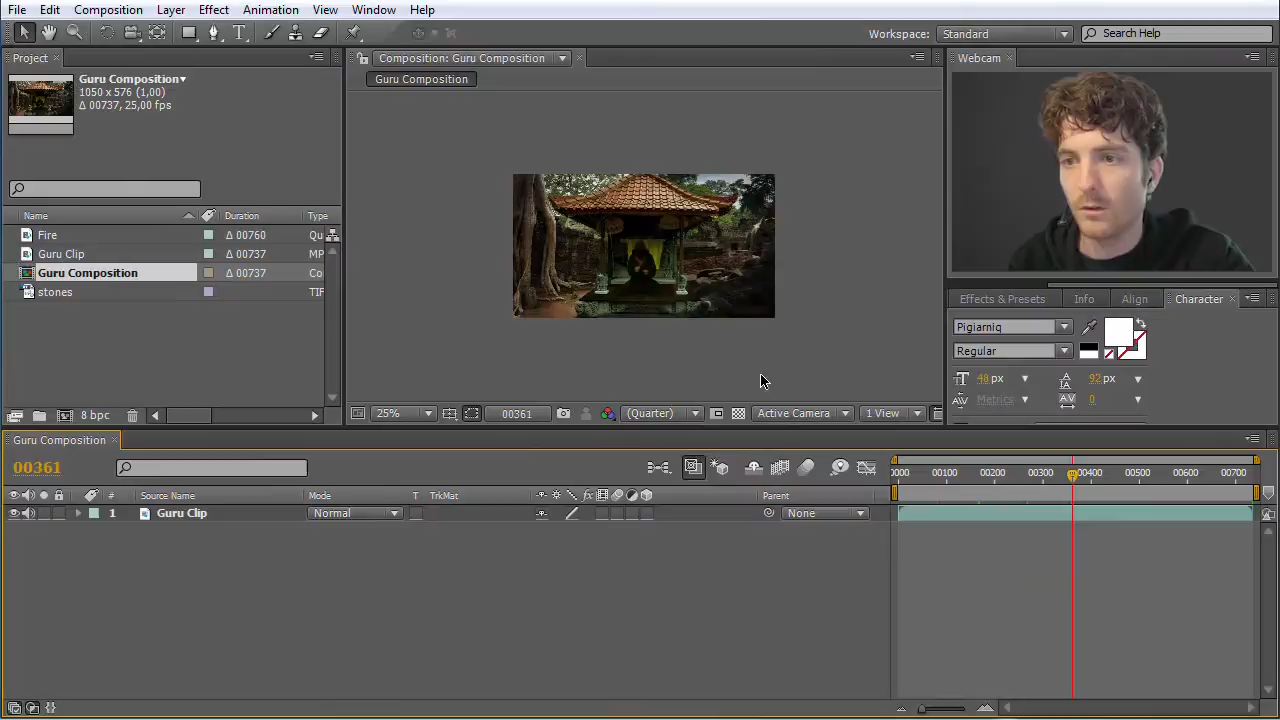 File Edit Composition Layer Effect Animation View Window Help
Workspace: Standard Search Help
Project
Guru Composition
1050 x 576 (1,00)
Δ 00737, 25,00 fps
Name Duration Type
Fire Δ 00760 Qu
Guru Clip Δ 00737 MP
Guru Composition Δ 00737 Co
stones TIF
8 bpc
Composition: Guru Composition
Guru Composition
25% 00361 (Quarter) Active Camera 1 View
Webcam
Effects & Presets Info Align Character
Pigiarniq
Regular
48 px 92 px
Metrics 0
Guru Composition
00361
0000 00100 00200 00300 00400 00500 00600 00700
# Source Name Mode T TrkMat fx Parent
1 Guru Clip Normal None